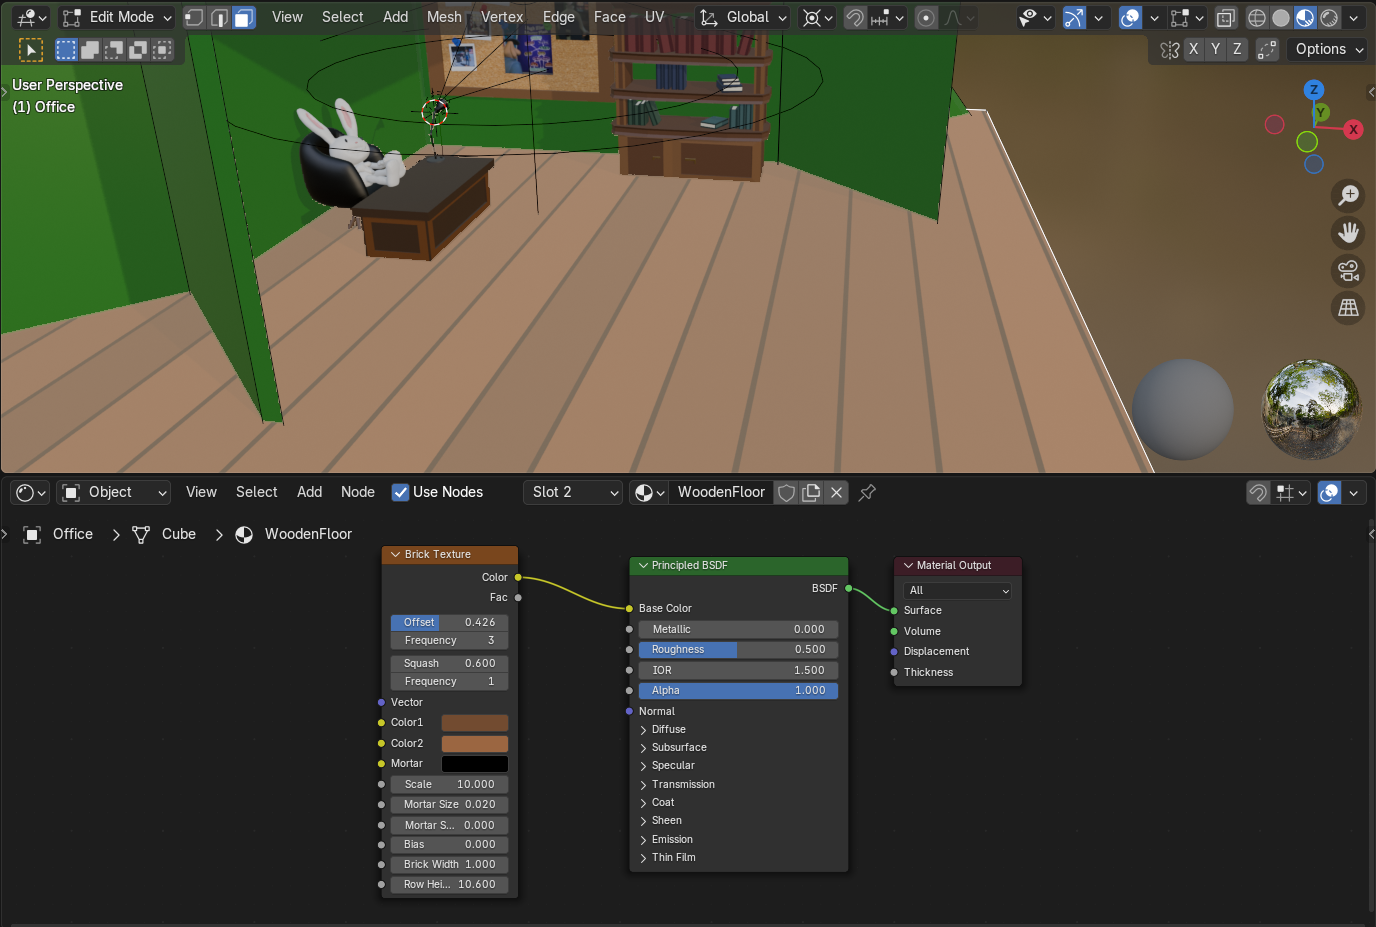 Edit Mode View Select Add Mesh Vertex Edge Face UV Global
X Y Z Options
User Perspective
(1) Office
Z
Y
X
Object View Select Add Node Use Nodes Slot 2 WoodenFloor
Office > Cube > WoodenFloor
Brick Texture
Color
Fac
Offset 0.426
Frequency 3
Squash 0.600
Frequency 1
Vector
Color1
Color2
Mortar
Scale 10.000
Mortar Size 0.020
Mortar S... 0.000
Bias 0.000
Brick Width 1.000
Row Hei... 10.600
Principled BSDF
BSDF
Base Color
Metallic 0.000
Roughness 0.500
IOR 1.500
Alpha 1.000
Normal
Diffuse
Subsurface
Specular
Transmission
Coat
Sheen
Emission
Thin Film
Material Output
All
Surface
Volume
Displacement
Thickness